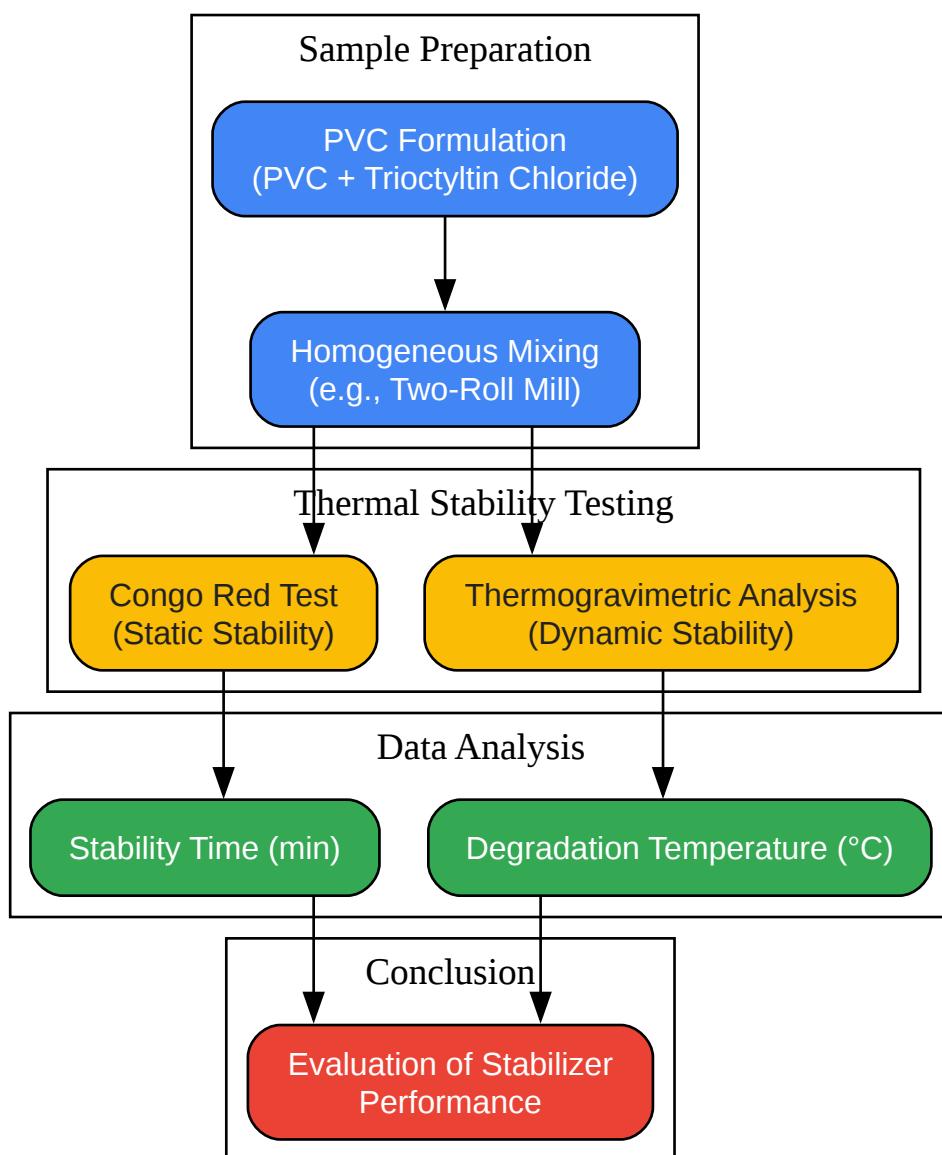 Sample Preparation
PVC Formulation
(PVC + Trioctyltin Chloride)
Homogeneous Mixing
(e.g., Two-Roll Mill)
Thermal Stability Testing
Congo Red Test
(Static Stability)
Thermogravimetric Analysis
(Dynamic Stability)
Data Analysis
Stability Time (min)
Degradation Temperature (°C)
Conclusion
Evaluation of Stabilizer
Performance